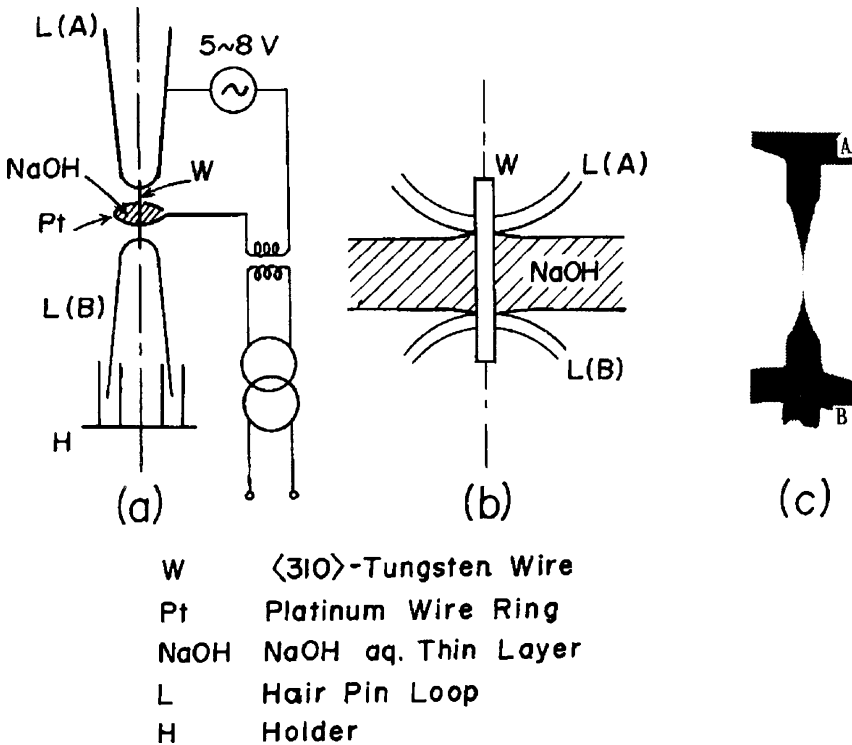 L(A)
5~8 V
NaOH
W
Pt
L(B)
H
(a)
W
L(A)
NaOH
L(B)
(b)
A
B
(c)
W ⟨310⟩-Tungsten Wire
Pt Platinum Wire Ring
NaOH NaOH aq. Thin Layer
L Hair Pin Loop
H Holder